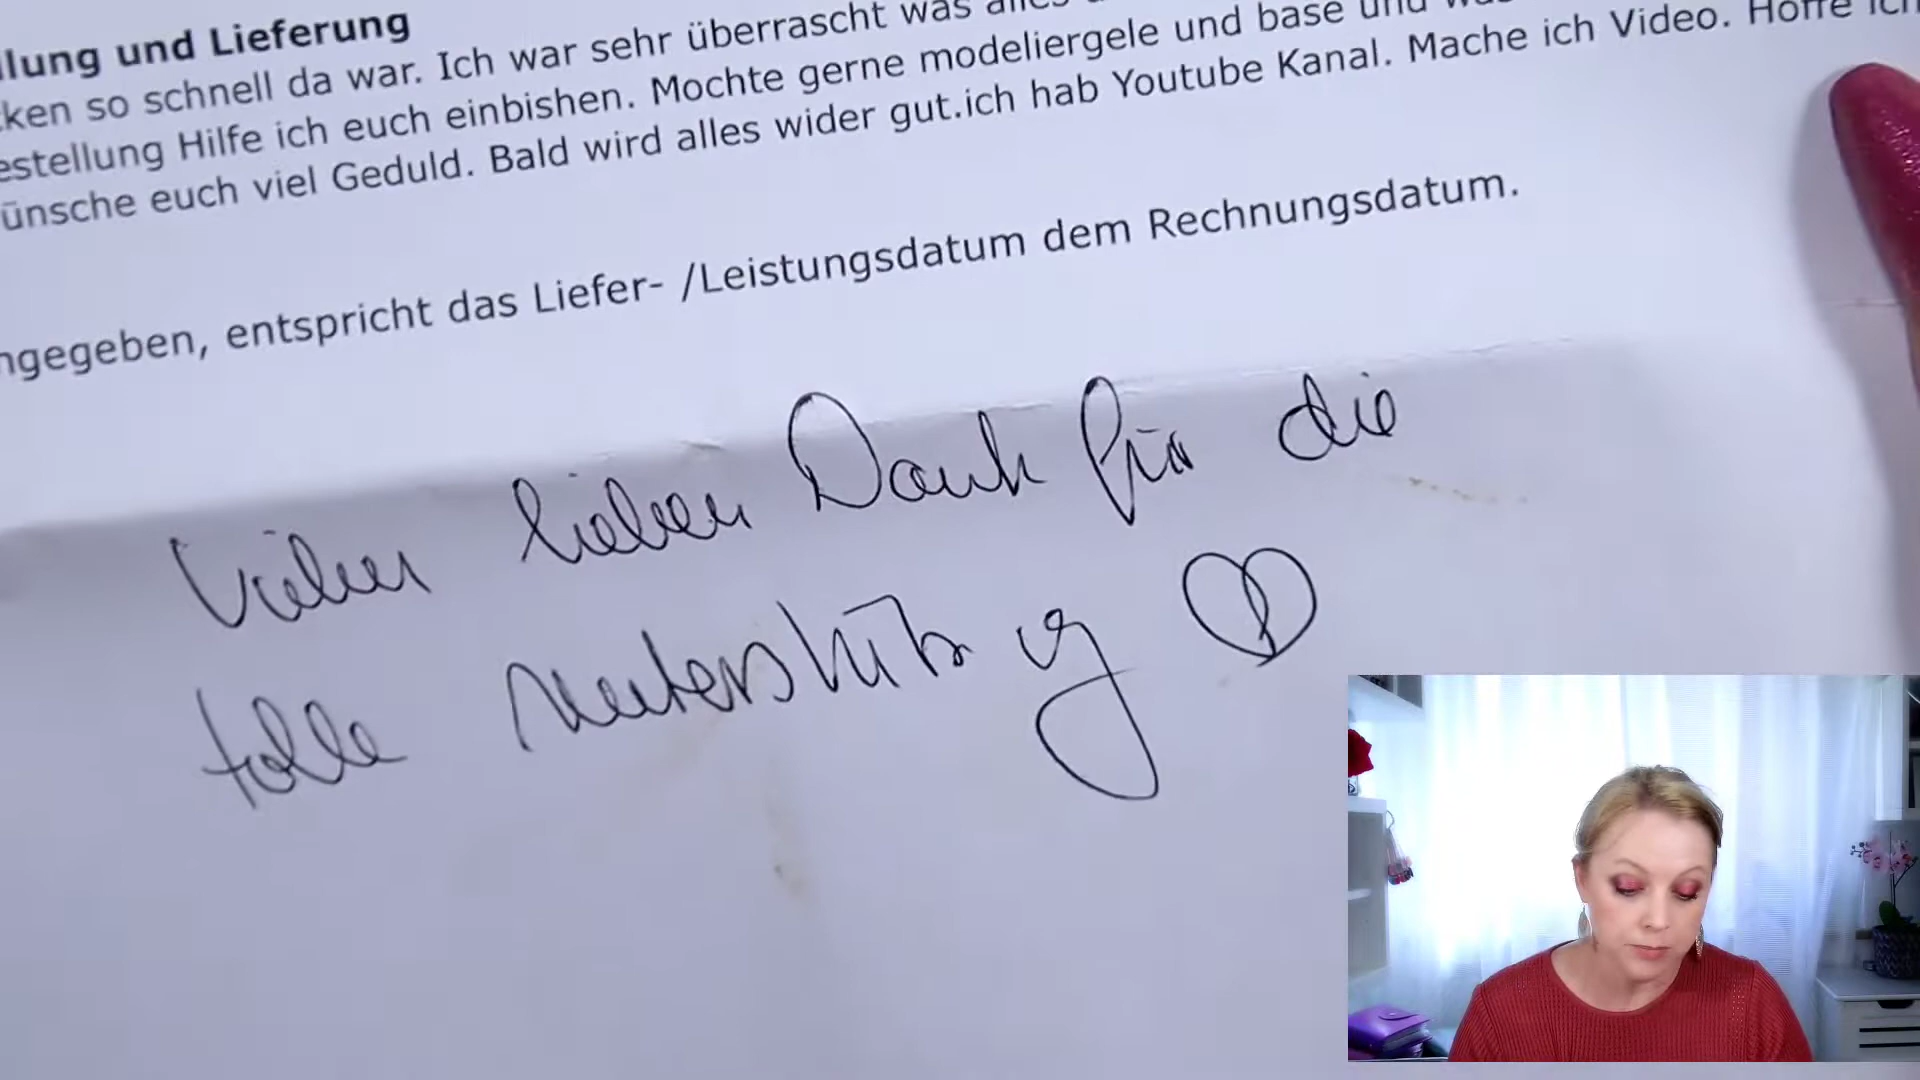 lung und Lieferung
ken so schnell da war. Ich war sehr überrascht was alles
estellung Hilfe ich euch einbishen. Mochte gerne modeliergele und base und
ünsche euch viel Geduld. Bald wird alles wider gut.ich hab Youtube Kanal. Mache ich Video. Hoffe ich
ngegeben, entspricht das Liefer- /Leistungsdatum dem Rechnungsdatum.
Vielen lieben Dank für die
tolle Unterstützung